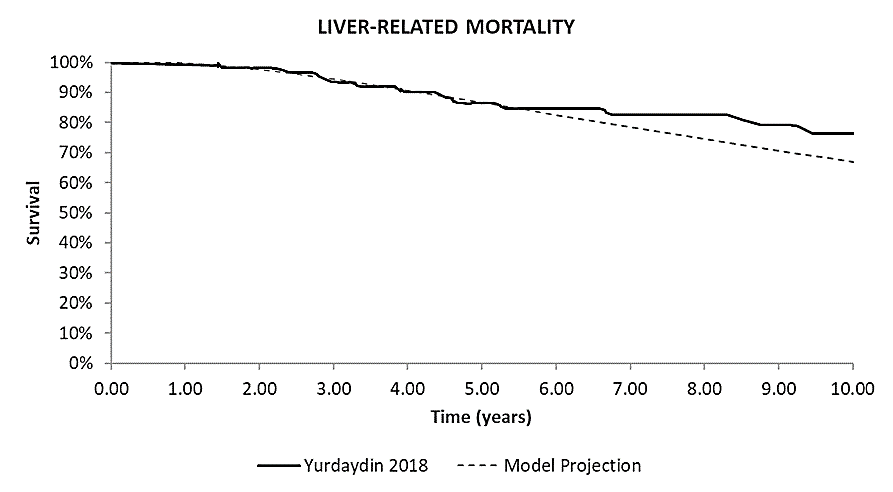 LIVER-RELATED MORTALITY
100%
90%
80%
70%
60%
50%
40%
30%
20%
10%
0%
Survival
0.00 1.00 2.00 3.00 4.00 5.00 6.00 7.00 8.00 9.00 10.00
Time (years)
Yurdaydin 2018 Model Projection